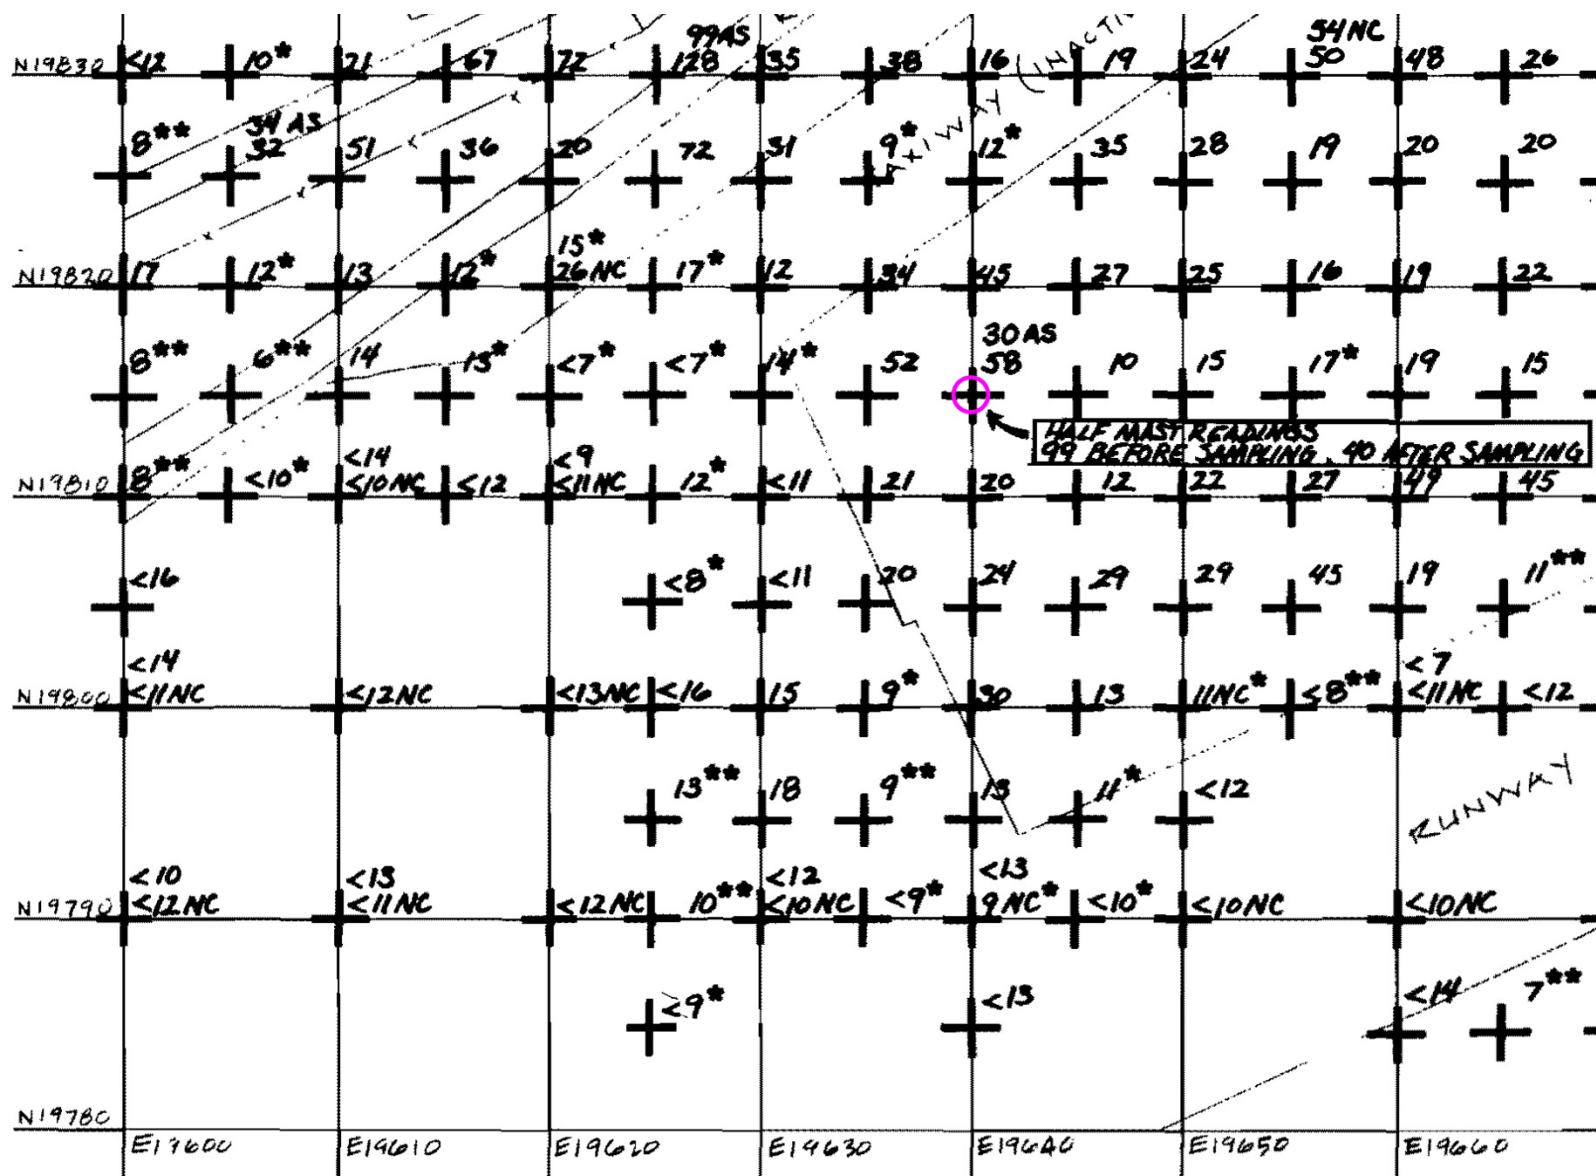 99AS 54NC
N19830 <12 10* 21 67 72 128 35 38 16 19 24 50 48 26
TAXIWAY (INACTIV
34AS
8** 32 51 36 20 72 31 9* 12* 35 28 19 20 20
15*
N19820 17 12* 13 12* 26NC 17* 12 34 45 27 25 16 19 22
30AS
8** 6** 14 13* <7* <7* 14* 52 58 10 15 17* 19 15
HALF MAST READINGS
99 BEFORE SAMPLING . 40 AFTER SAMPLING
<14 <9
N19810 8** <10* <10NC <12 <11NC 12* <11 21 20 12 22 27 49 45
<16 <8* <11 20 24 29 29 45 19 11**
<14 <7
N19800 <11NC <12NC <13NC <16 15 9* 30 13 11NC* <8** <11NC <12
13** 18 9** 13 11* <12
RUNWAY
<10 <13 <12 <13
N19790 <12NC <11NC <12NC 10** <10NC <9* 9NC* <10* <10NC <10NC
<9* <13 <14 7**
N19780
E19600 E19610 E19620 E19630 E19640 E19650 E19660